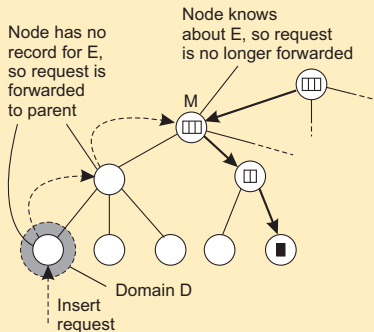 Node has no
record for E,
so request is
forwarded
to parent
Node knows
about E, so request
is no longer forwarded
M
Domain D
Insert
request